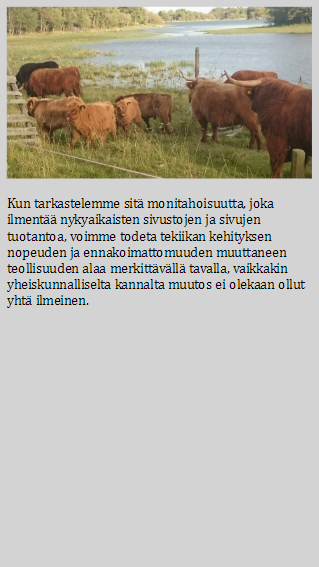 Kun tarkastelemme sitä monitahoisuutta, joka
ilmentää nykyaikaisten sivustojen ja sivujen
tuotantoa, voimme todeta tekiikan kehityksen
nopeuden ja ennakoimattomuuden muuttaneen
teollisuuden alaa merkittävällä tavalla, vaikkakin
yheiskunnalliselta kannalta muutos ei olekaan ollut
yhtä ilmeinen.